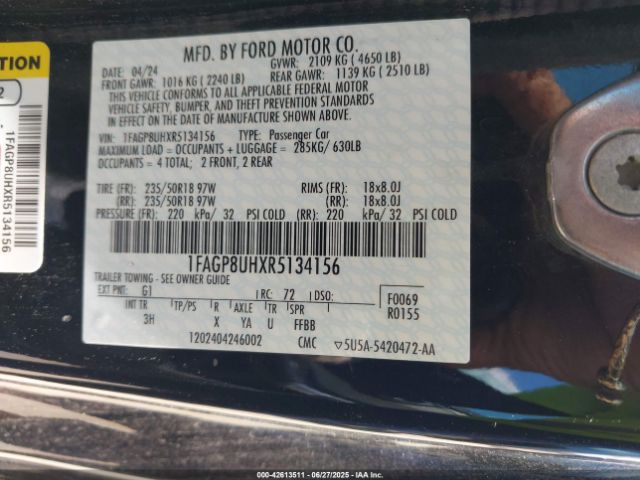 TION
2
1FAGP8UHXR5134156
MFD. BY FORD MOTOR CO.
DATE: 04/24 GVWR: 2109 KG ( 4650 LB)
FRONT GAWR: 1016 KG ( 2240 LB) REAR GAWR: 1139 KG ( 2510 LB)
THIS VEHICLE CONFORMS TO ALL APPLICABLE FEDERAL MOTOR
VEHICLE SAFETY, BUMPER, AND THEFT PREVENTION STANDARDS
IN EFFECT ON THE DATE OF MANUFACTURE SHOWN ABOVE.
VIN: 1FAGP8UHXR5134156 TYPE: Passenger Car
MAXIMUM LOAD = OCCUPANTS + LUGGAGE = 285KG/ 630LB
OCCUPANTS = 4 TOTAL; 2 FRONT, 2 REAR
TIRE (FR): 235/50R18 97W RIMS (FR): 18x8.0J
(RR): 235/50R18 97W (RR): 18x8.0J
PRESSURE (FR): 220 kPa/ 32 PSI COLD (RR): 220 kPa/ 32 PSI COLD
1FAGP8UHXR5134156
TRAILER TOWING - SEE OWNER GUIDE
EXT PNT: G1 RC: 72 DSO: F0069
INT TR TP/PS R AXLE TR SPR R0155
3H X YA U FFBB
1202404246002 CMC ▽5U5A-5420472-AA
000-42613511 - 06/27/2025 - IAAI COPYRIGHT